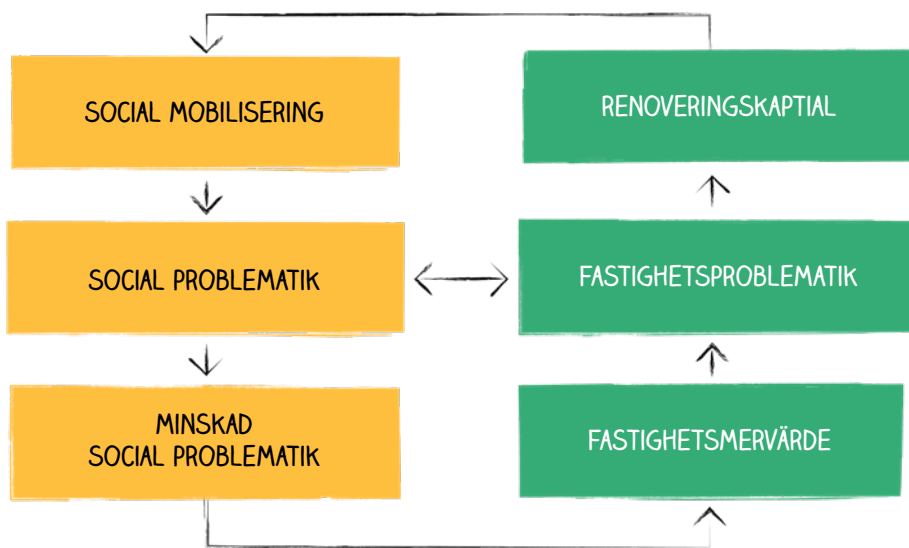 SOCIAL MOBILISERING
SOCIAL PROBLEMATIK
MINSKAD
SOCIAL PROBLEMATIK
RENOVERINGSKAPTIAL
FASTIGHETSPROBLEMATIK
FASTIGHETSMERVÄRDE